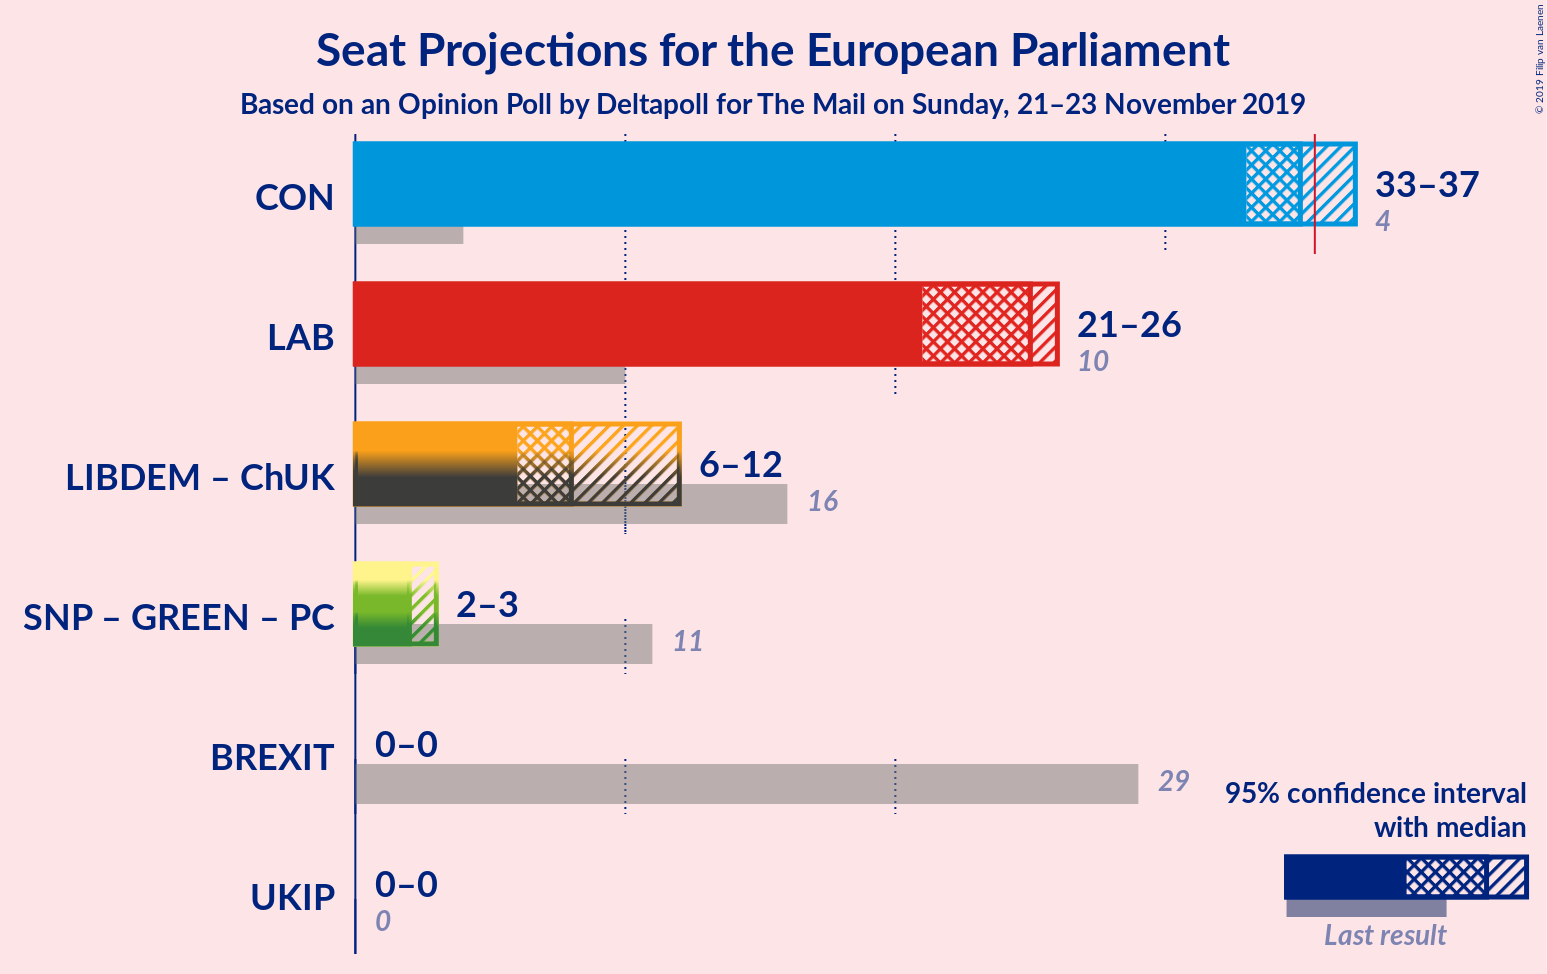 Seat Projections for the European Parliament
Based on an Opinion Poll by Deltapoll for The Mail on Sunday, 21–23 November 2019
© 2019 Filip van Laenen
CON
33–37
4
LAB
21–26
10
LIBDEM – ChUK
6–12
16
SNP – GREEN – PC
2–3
11
BREXIT
0–0
29
UKIP
0–0
0
95% confidence interval
with median
Last result